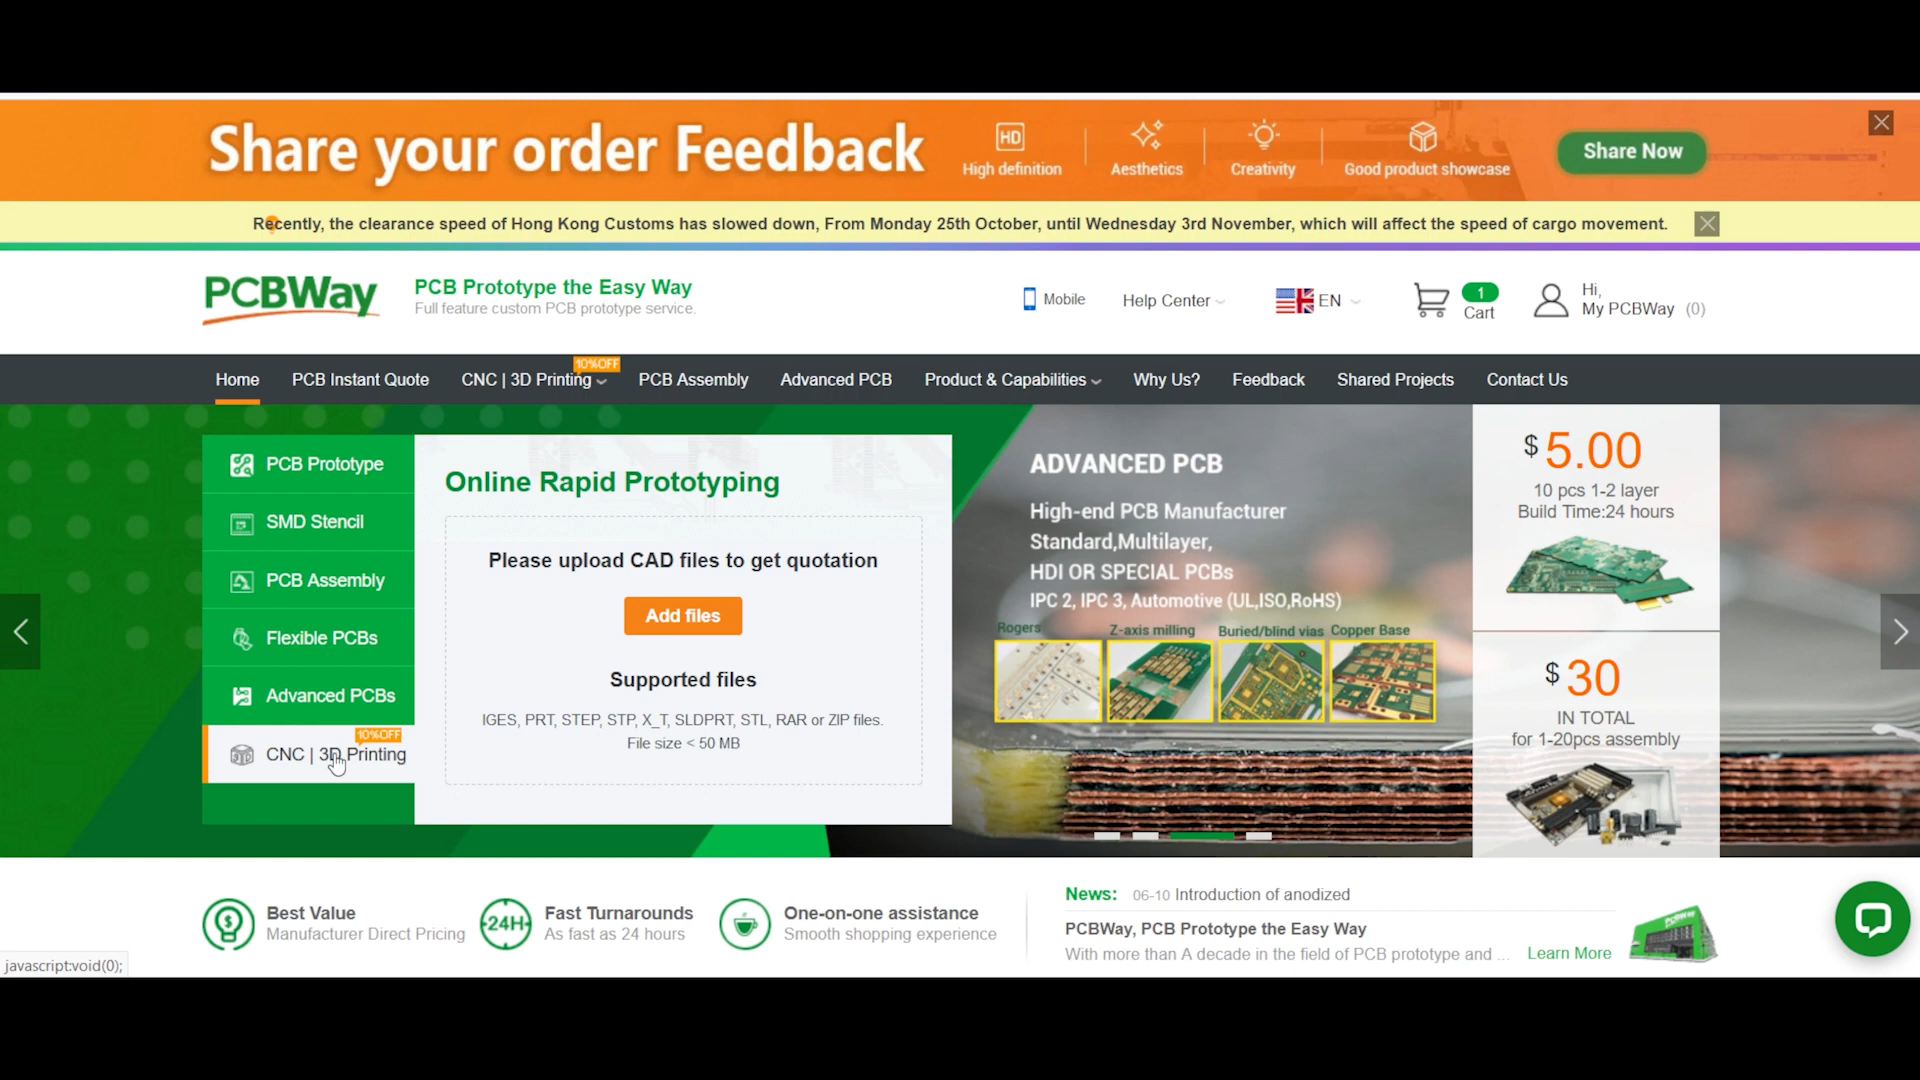 Share your order Feedback
HD
High definition
Aesthetics
Creativity
Good product showcase
Share Now
Recently, the clearance speed of Hong Kong Customs has slowed down, From Monday 25th October, until Wednesday 3rd November, which will affect the speed of cargo movement.
PCBWay
PCB Prototype the Easy Way
Full feature custom PCB prototype service.
Mobile
Help Center
EN
1
Cart
Hi,
My PCBWay (0)
10%OFF
Home
PCB Instant Quote
CNC | 3D Printing
PCB Assembly
Advanced PCB
Product & Capabilities
Why Us?
Feedback
Shared Projects
Contact Us
PCB Prototype
SMD Stencil
PCB Assembly
Flexible PCBs
Advanced PCBs
10%OFF
CNC | 3D Printing
Online Rapid Prototyping
Please upload CAD files to get quotation
Add files
Supported files
IGES, PRT, STEP, STP, X_T, SLDPRT, STL, RAR or ZIP files.
File size < 50 MB
ADVANCED PCB
High-end PCB Manufacturer
Standard,Multilayer,
HDI OR SPECIAL PCBs
IPC 2, IPC 3, Automotive (UL,ISO,RoHS)
Rogers
Z-axis milling
Buried/blind vias
Copper Base
$ 5.00
10 pcs 1-2 layer
Build Time:24 hours
$ 30
IN TOTAL
for 1-20pcs assembly
Best Value
Manufacturer Direct Pricing
24H
Fast Turnarounds
As fast as 24 hours
One-on-one assistance
Smooth shopping experience
News: 06-10 Introduction of anodized
PCBWay, PCB Prototype the Easy Way
With more than A decade in the field of PCB prototype and ...
Learn More
PCBWay
javascript:void(0);